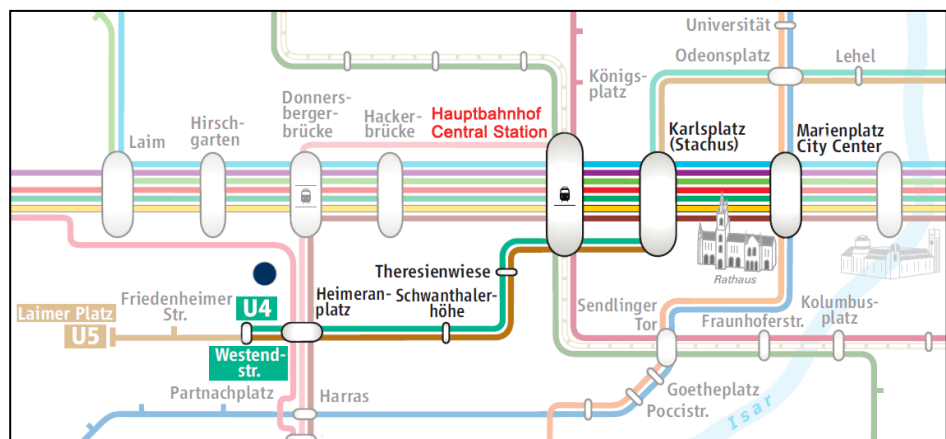 Universität
Odeonsplatz
Lehel
Königs-
platz
Donners-
berger-
brücke
Hacker-
brücke
Hauptbahnhof
Central Station
Karlsplatz
(Stachus)
Marienplatz
City Center
Laim
Hirsch-
garten
Rathaus
Theresienwiese
Friedenheimer
Str.
U4
Heimeran-
platz
Schwanthaler-
höhe
Laimer Platz
U5
Westend-
str.
Sendlinger
Tor
Fraunhoferstr.
Kolumbus-
platz
Partnachplatz
Harras
Goetheplatz
Poccistr.
Isar